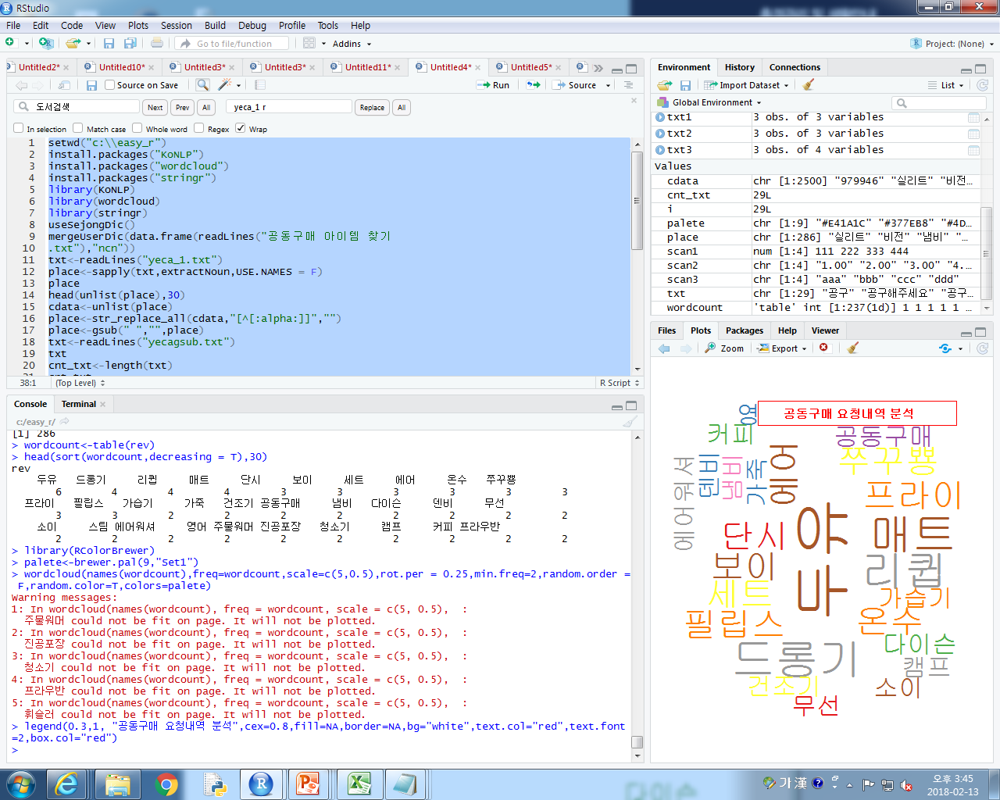 RStudio
File Edit Code View Plots Session Build Debug Profile Tools Help
Go to file/function Addins Project: (None)
Untitled2* Untitled10* Untitled3* Untitled3* Untitled11* Untitled4* Untitled5*
Source on Save Run Source
도서검색 Next Prev All yeca_1 r Replace All
In selection Match case Whole word Regex Wrap
1 setwd("c:\\easy_r")
2 install.packages("KoNLP")
3 install.packages("wordcloud")
4 install.packages("stringr")
5 library(KoNLP)
6 library(wordcloud)
7 library(stringr)
8 useSejongDic()
9 mergeUserDic(data.frame(readLines("공동구매 아이템 찾기
10 .txt"),"ncn"))
11 txt<-readLines("yeca_1.txt")
12 place<-sapply(txt,extractNoun,USE.NAMES = F)
13 place
14 head(unlist(place),30)
15 cdata<-unlist(place)
16 place<-str_replace_all(cdata,"[^[:alpha:]]","")
17 place<-gsub(" ","",place)
18 txt<-readLines("yecagsub.txt")
19 txt
20 cnt_txt<-length(txt)
38:1 (Top Level) R Script
Console Terminal
c:/easy_r/
[1] 286
> wordcount<-table(rev)
> head(sort(wordcount,decreasing = T),30)
rev
두유 드롱기 리큅 매트 단시 보이 세트 에어 온수 쭈꾸뽕
6 4 4 4 3 3 3 3 3 3
프라이 필립스 가습기 가죽 건조기 공동구매 냄비 다이슨 덴비 무선
3 3 2 2 2 2 2 2 2 2
소이 스팀 에어워셔 영어 주물워머 진공포장 청소기 캠프 커피 프라우반
2 2 2 2 2 2 2 2 2 2
> library(RColorBrewer)
> palete<-brewer.pal(9,"Set1")
> wordcloud(names(wordcount),freq=wordcount,scale=c(5,0.5),rot.per = 0.25,min.freq=2,random.order =
F,random.color=T,colors=palete)
Warning messages:
1: In wordcloud(names(wordcount), freq = wordcount, scale = c(5, 0.5), :
주물워머 could not be fit on page. It will not be plotted.
2: In wordcloud(names(wordcount), freq = wordcount, scale = c(5, 0.5), :
진공포장 could not be fit on page. It will not be plotted.
3: In wordcloud(names(wordcount), freq = wordcount, scale = c(5, 0.5), :
청소기 could not be fit on page. It will not be plotted.
4: In wordcloud(names(wordcount), freq = wordcount, scale = c(5, 0.5), :
프라우반 could not be fit on page. It will not be plotted.
5: In wordcloud(names(wordcount), freq = wordcount, scale = c(5, 0.5), :
휘슬러 could not be fit on page. It will not be plotted.
> legend(0.3,1, "공동구매 요청내역 분석",cex=0.8,fill=NA,border=NA,bg="white",text.col="red",text.font
=2,box.col="red")
>
Environment History Connections
Import Dataset List
Global Environment
txt1 3 obs. of 3 variables
txt2 3 obs. of 3 variables
txt3 3 obs. of 4 variables
Values
cdata chr [1:2500] "979946" "실리트" "비전…
cnt_txt 29L
i 29L
palete chr [1:9] "#E41A1C" "#377EB8" "#4D…
place chr [1:286] "실리트" "비전" "냄비" "…
scan1 num [1:4] 111 222 333 444
scan2 chr [1:4] "1.00" "2.00" "3.00" "4.…
scan3 chr [1:4] "aaa" "bbb" "ccc" "ddd"
txt chr [1:29] "공구" "공구해주세요" "공구…
wordcount 'table' int [1:237(1d)] 1 1 1 1 1 …
Files Plots Packages Help Viewer
Zoom Export
공동구매 요청내역 분석
커피
공동구매
쭈꾸뽕
에어워셔
덴비
냄비
가죽
에어
프라이
단시
매트
보이
리큅
세트
가습기
필립스
온수
드롱기
다이슨
캠프
건조기
소이
무선
가 漢
오후 3:45
2018-02-13